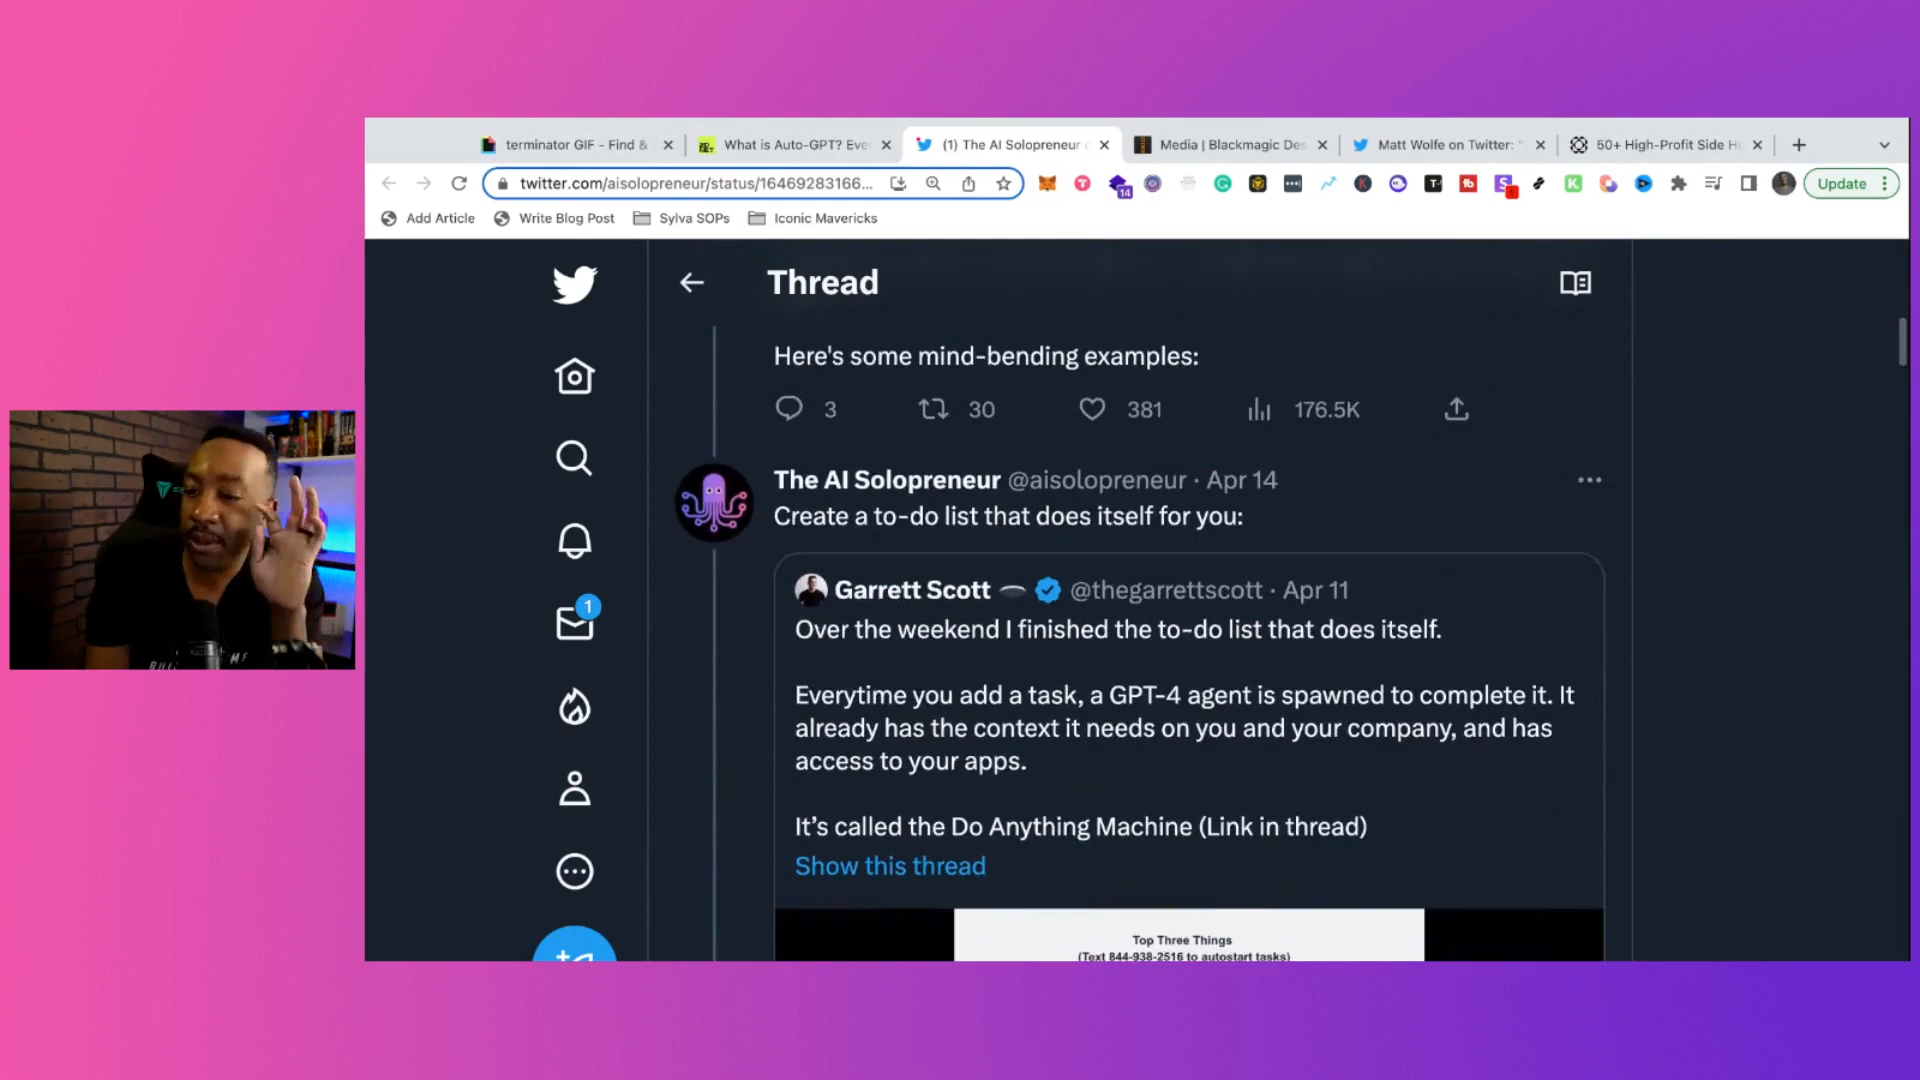 terminator GIF - Find &
What is Auto-GPT? Eve
(1) The AI Solopreneur
Media | Blackmagic Des
Matt Wolfe on Twitter: "
50+ High-Profit Side Hu
twitter.com/aisolopreneur/status/16469283166...
14
1
Update
Add Article
Write Blog Post
Sylva SOPs
Iconic Mavericks
Thread
Here's some mind-bending examples:
3
30
381
176.5K
The AI Solopreneur @aisolopreneur · Apr 14
Create a to-do list that does itself for you:
Garrett Scott @thegarrettscott · Apr 11
Over the weekend I finished the to-do list that does itself.
Everytime you add a task, a GPT-4 agent is spawned to complete it. It
already has the context it needs on you and your company, and has
access to your apps.
It's called the Do Anything Machine (Link in thread)
Show this thread
Top Three Things
(Text 844-938-2516 to autostart tasks)
1